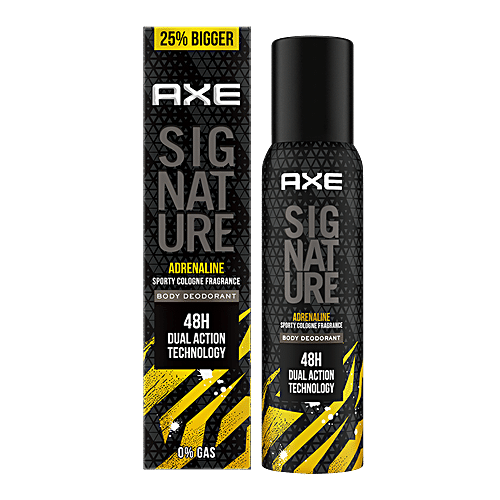 25% BIGGER
AXE
SIG
NAT
URE
ADRENALINE
SPORTY COLOGNE FRAGRANCE
BODY DEODORANT
48H
DUAL ACTION
TECHNOLOGY
0% GAS
AXE
SIG
NAT
URE
ADRENALINE
SPORTY COLOGNE FRAGRANCE
BODY DEODORANT
48H
DUAL ACTION
TECHNOLOGY